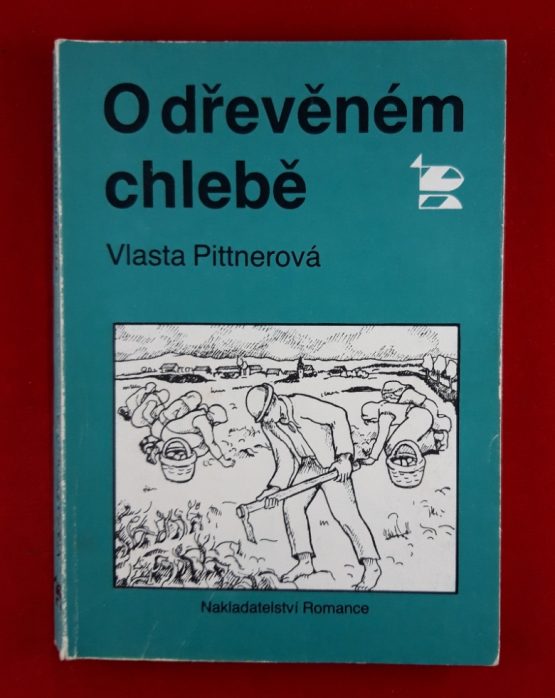 O dřevěném
chlebě
Vlasta Pittnerová
Nakladatelství Romance